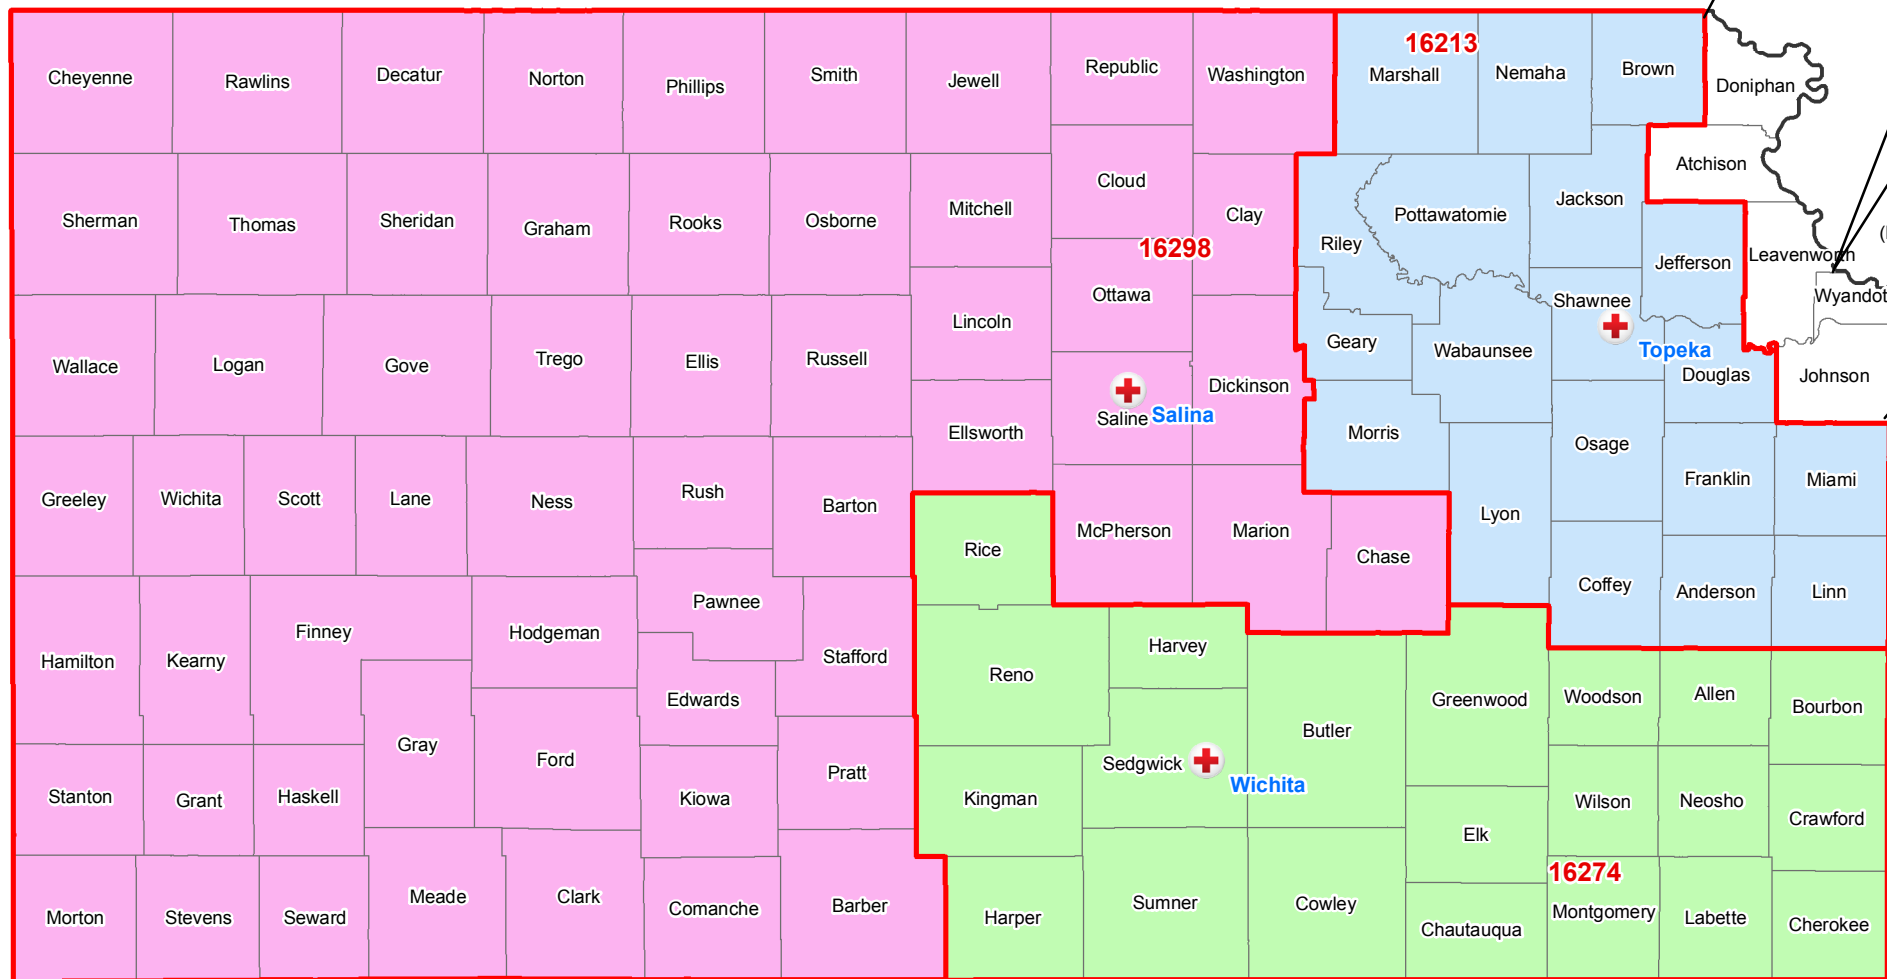 16213
Cheyenne
Rawlins
Decatur
Norton
Phillips
Smith
Jewell
Republic
Washington
Marshall
Nemaha
Brown
Doniphan
Atchison
Sherman
Thomas
Sheridan
Graham
Rooks
Osborne
Mitchell
Cloud
Clay
Riley
Pottawatomie
Jackson
Jefferson
Leavenworth
16298
Ottawa
Wyandot
Wallace
Logan
Gove
Trego
Ellis
Russell
Lincoln
Dickinson
Geary
Wabaunsee
Shawnee
Topeka
Douglas
Johnson
Saline
Salina
Ellsworth
Morris
Osage
Greeley
Wichita
Scott
Lane
Ness
Rush
Barton
Rice
McPherson
Marion
Chase
Lyon
Franklin
Miami
Coffey
Anderson
Linn
Hamilton
Kearny
Finney
Hodgeman
Pawnee
Stafford
Edwards
Reno
Harvey
Butler
Greenwood
Woodson
Allen
Bourbon
Gray
Ford
Pratt
Sedgwick
Wichita
Stanton
Grant
Haskell
Kiowa
Kingman
Elk
Wilson
Neosho
Crawford
16274
Morton
Stevens
Seward
Meade
Clark
Comanche
Barber
Harper
Sumner
Cowley
Chautauqua
Montgomery
Labette
Cherokee